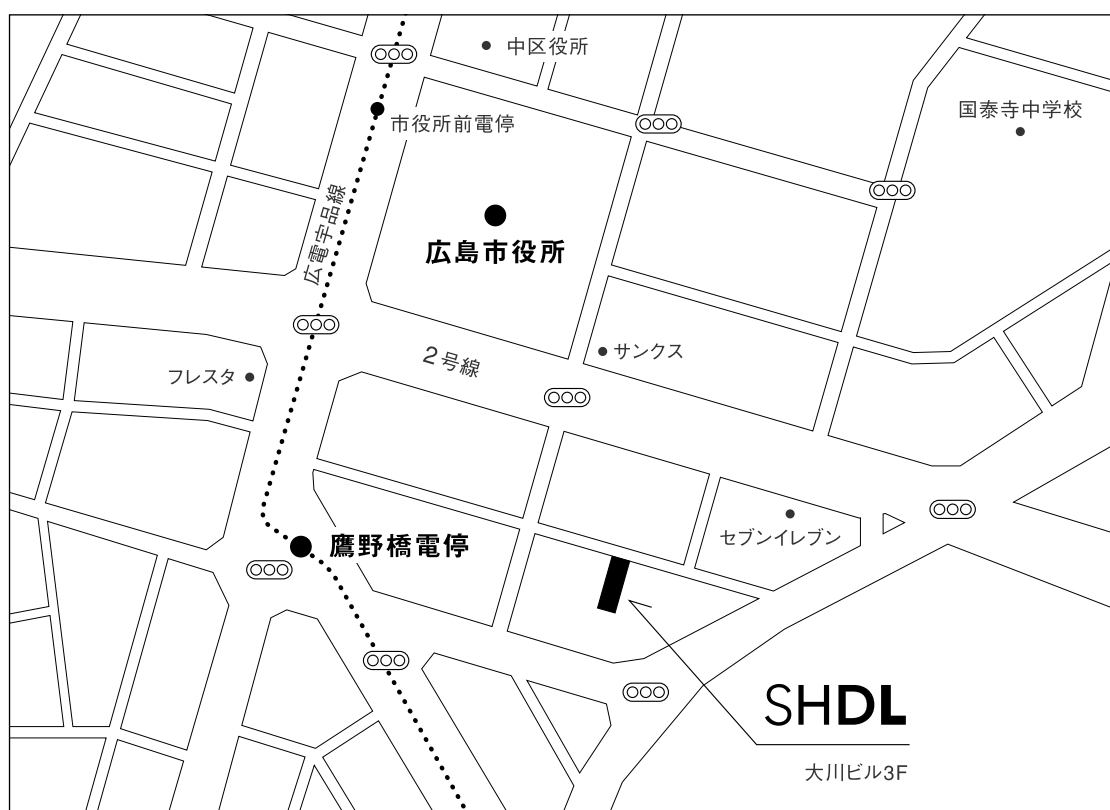 中区役所
国泰寺中学校
市役所前電停
広電宇品線
広島市役所
2号線
サンクス
フレスタ
セブンイレブン
鷹野橋電停
SHDL
大川ビル3F